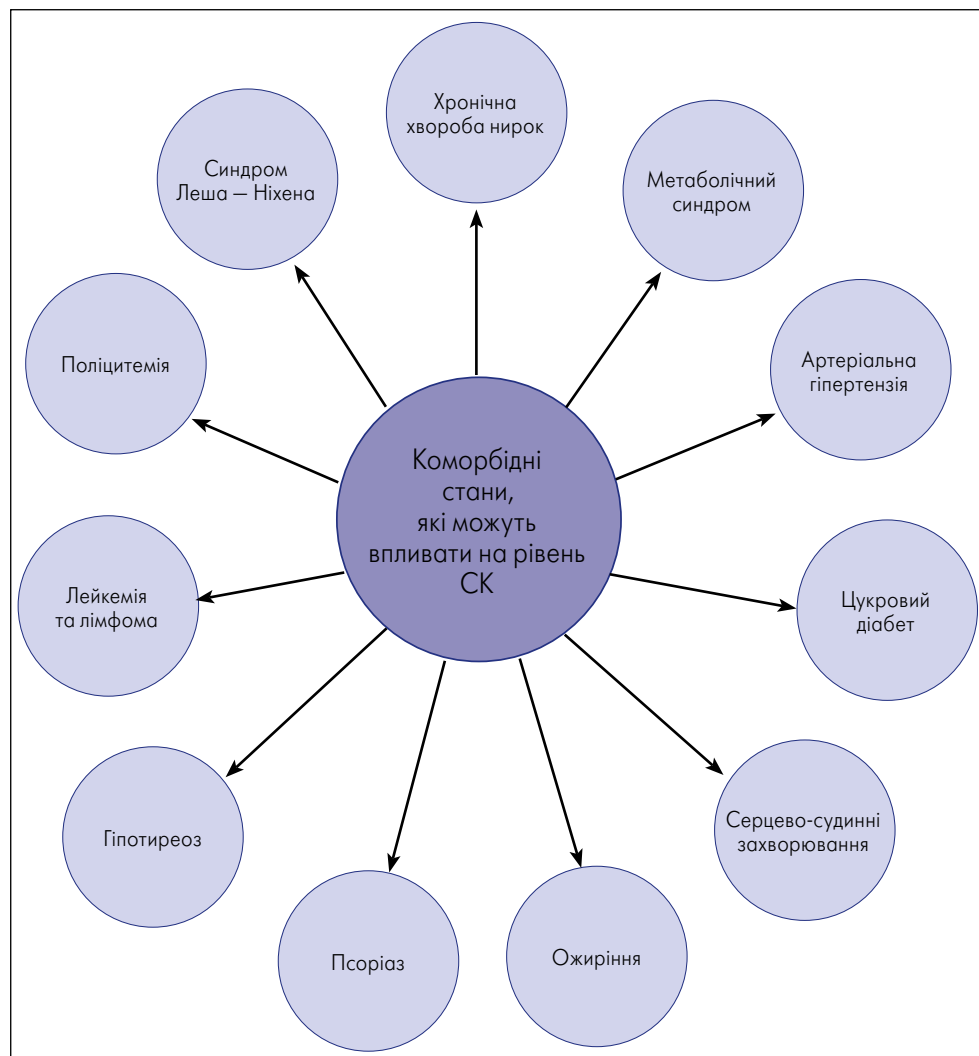 Хронічна
хвороба нирок
Метаболічний
синдром
Артеріальна
гіпертензія
Цукровий
діабет
Серцево-судинні
захворювання
Ожиріння
Псоріаз
Гіпотиреоз
Лейкемія
та лімфома
Поліцитемія
Синдром
Леша — Ніхена
Коморбідні
стани,
які можуть
впливати на рівень
СК